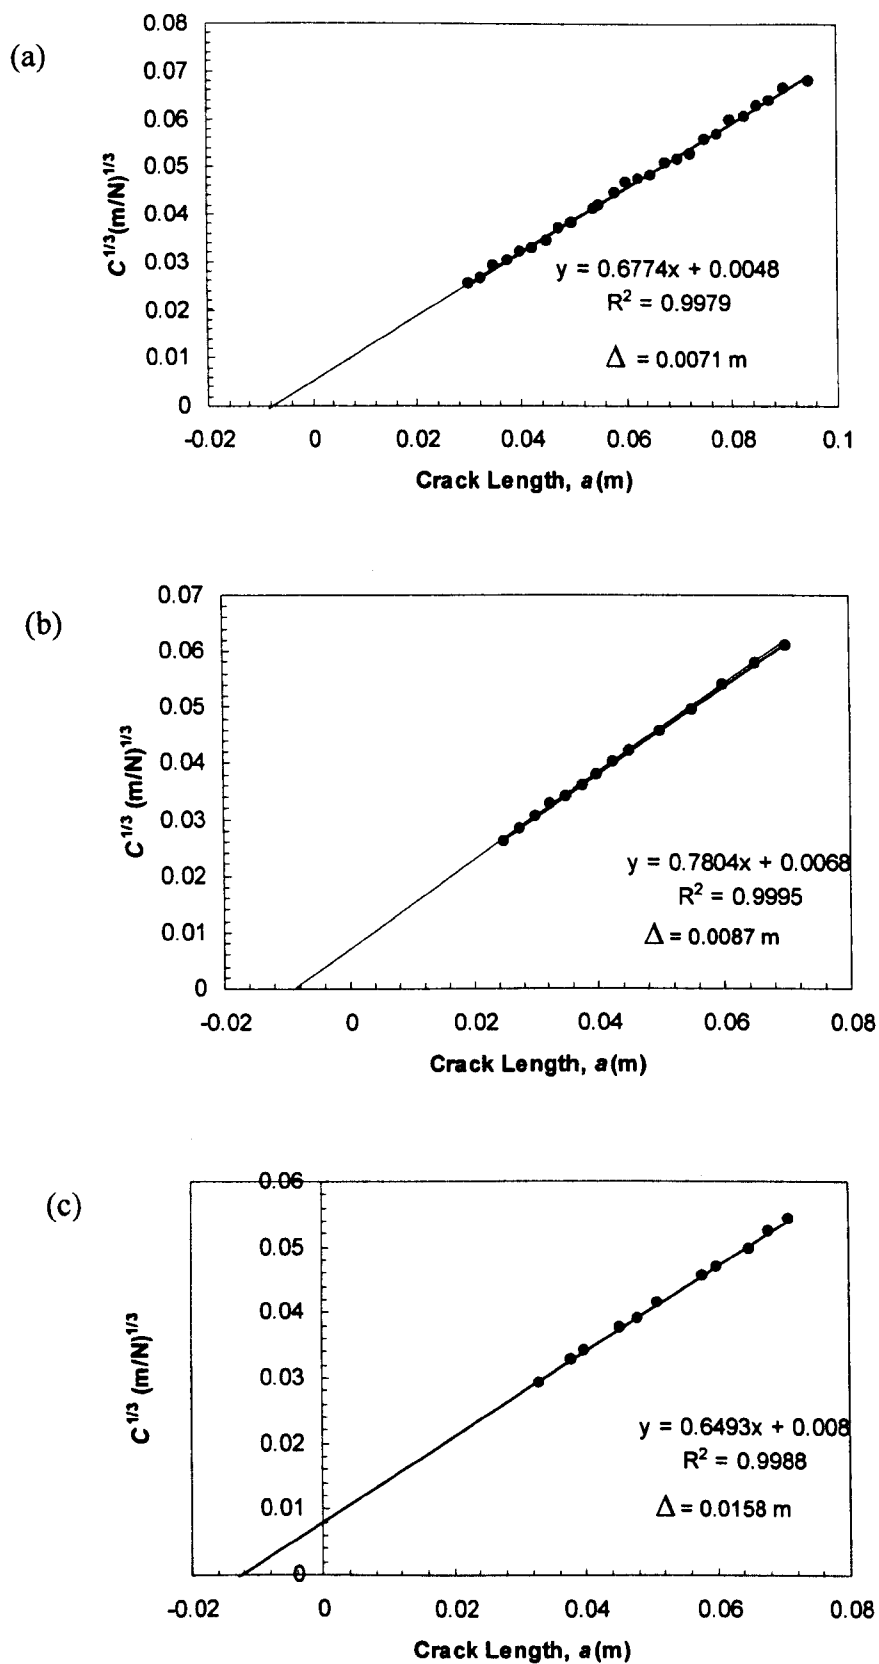 (a)
0.08
0.07
0.06
0.05
0.04
0.03
0.02
0.01
0
C^1/3(m/N)^1/3
y = 0.6774x + 0.0048
R² = 0.9979
Δ = 0.0071 m
-0.02 0 0.02 0.04 0.06 0.08 0.1
Crack Length, a(m)
(b)
0.07
0.06
0.05
0.04
0.03
0.02
0.01
0
C^1/3 (m/N)^1/3
y = 0.7804x + 0.0068
R² = 0.9995
Δ = 0.0087 m
-0.02 0 0.02 0.04 0.06 0.08
Crack Length, a(m)
(c)
0.06
0.05
0.04
0.03
0.02
0.01
0
C^1/3 (m/N)^1/3
y = 0.6493x + 0.008
R² = 0.9988
Δ = 0.0158 m
-0.02 0 0.02 0.04 0.06 0.08
Crack Length, a(m)